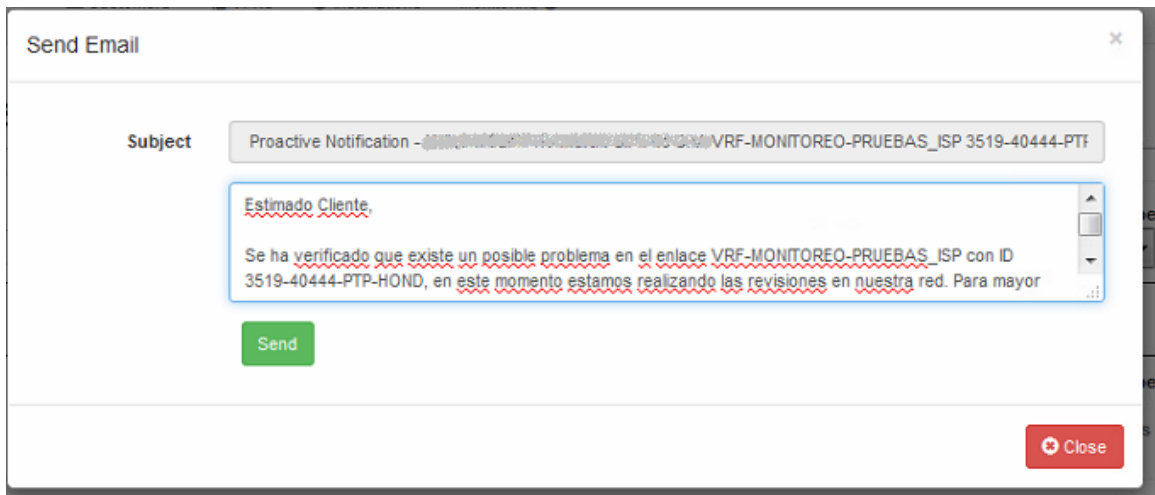 Send Email
×
Subject
Proactive Notification - VRF-MONITOREO-PRUEBAS_ISP 3519-40444-PTF
Estimado Cliente,
Se ha verificado que existe un posible problema en el enlace VRF-MONITOREO-PRUEBAS_ISP con ID
3519-40444-PTP-HOND, en este momento estamos realizando las revisiones en nuestra red. Para mayor
Send
Close